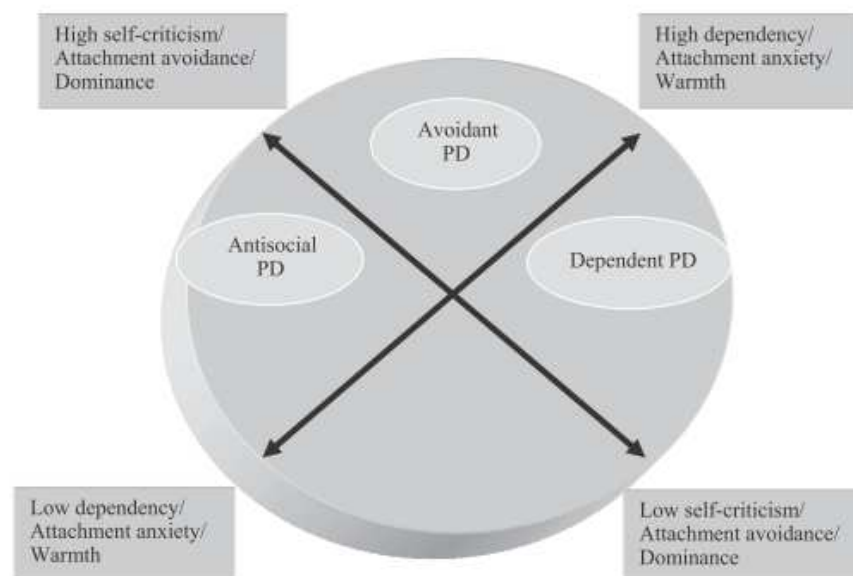 High self-criticism/
Attachment avoidance/
Dominance
High dependency/
Attachment anxiety/
Warmth
Avoidant
PD
Antisocial
PD
Dependent PD
Low dependency/
Attachment anxiety/
Warmth
Low self-criticism/
Attachment avoidance/
Dominance